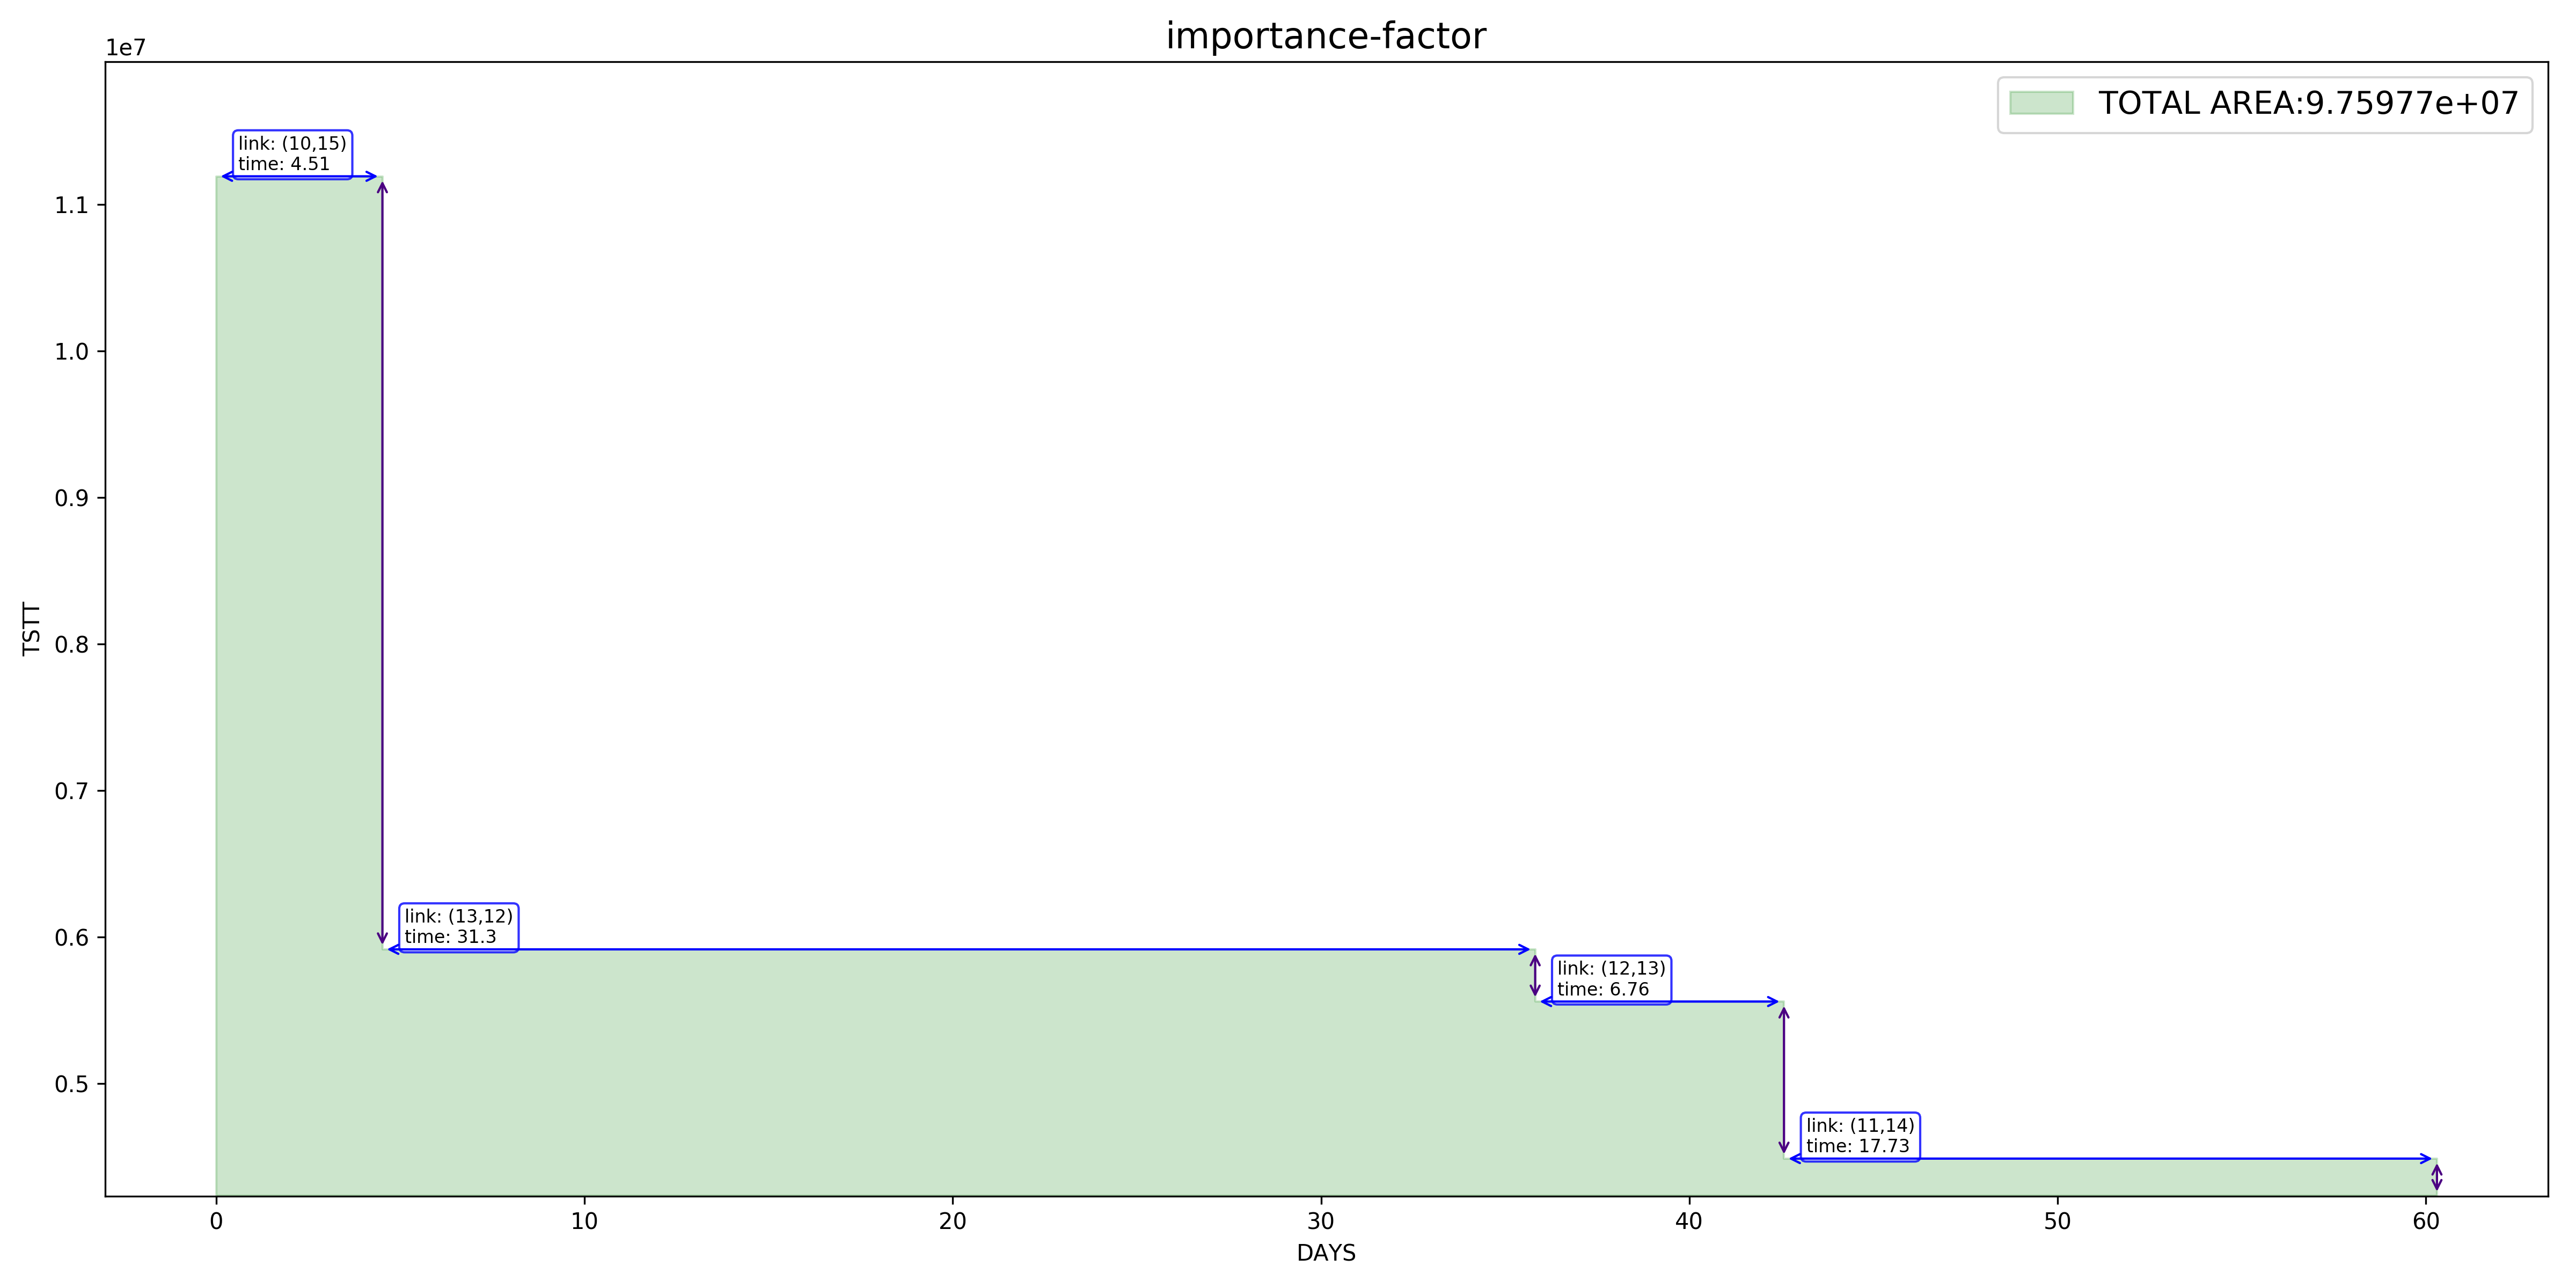 importance-factor
1e7
TOTAL AREA:9.75977e+07
link: (10,15)
time: 4.51
1.1
1.0
0.9
0.8
0.7
0.6
0.5
TSTT
link: (13,12)
time: 31.3
link: (12,13)
time: 6.76
link: (11,14)
time: 17.73
0 10 20 30 40 50 60
DAYS